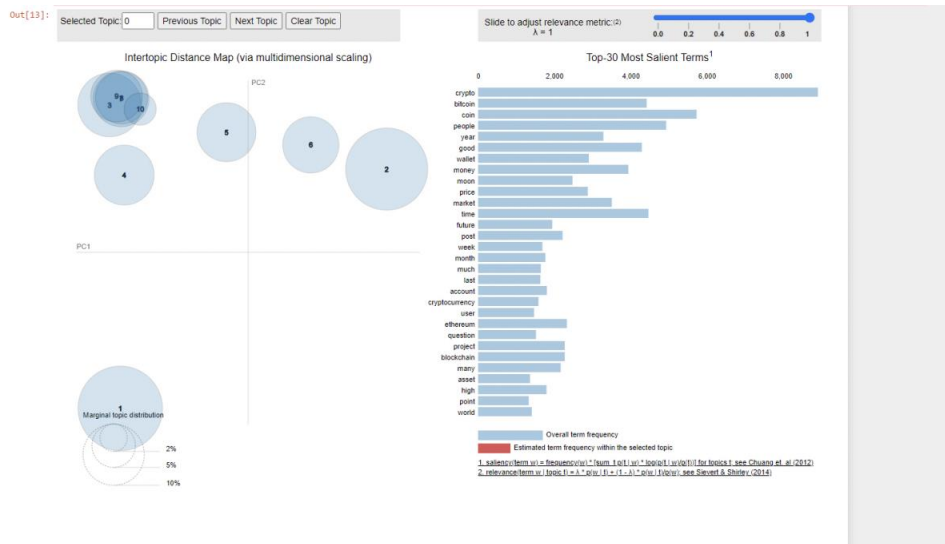 Out[13]:
Selected Topic: 0 Previous Topic Next Topic Clear Topic
Slide to adjust relevance metric:(2)
λ = 1
0.0 0.2 0.4 0.6 0.8 1
Intertopic Distance Map (via multidimensional scaling)
PC2
PC1
3
9
10
5
6
2
4
1
Marginal topic distribution
2%
5%
10%
Top-30 Most Salient Terms1
0 2,000 4,000 6,000 8,000
crypto
bitcoin
coin
people
year
good
wallet
money
moon
price
market
time
future
post
week
month
much
last
account
cryptocurrency
user
ethereum
question
project
blockchain
many
asset
high
point
world
Overall term frequency
Estimated term frequency within the selected topic
1. saliency(term w) = frequency(w) * [sum_t p(t | w) * log(p(t | w)/p(t))] for topics t; see Chuang et. al (2012)
2. relevance(term w | topic t) = λ * p(w | t) + (1 - λ) * p(w | t)/p(w); see Sievert & Shirley (2014)